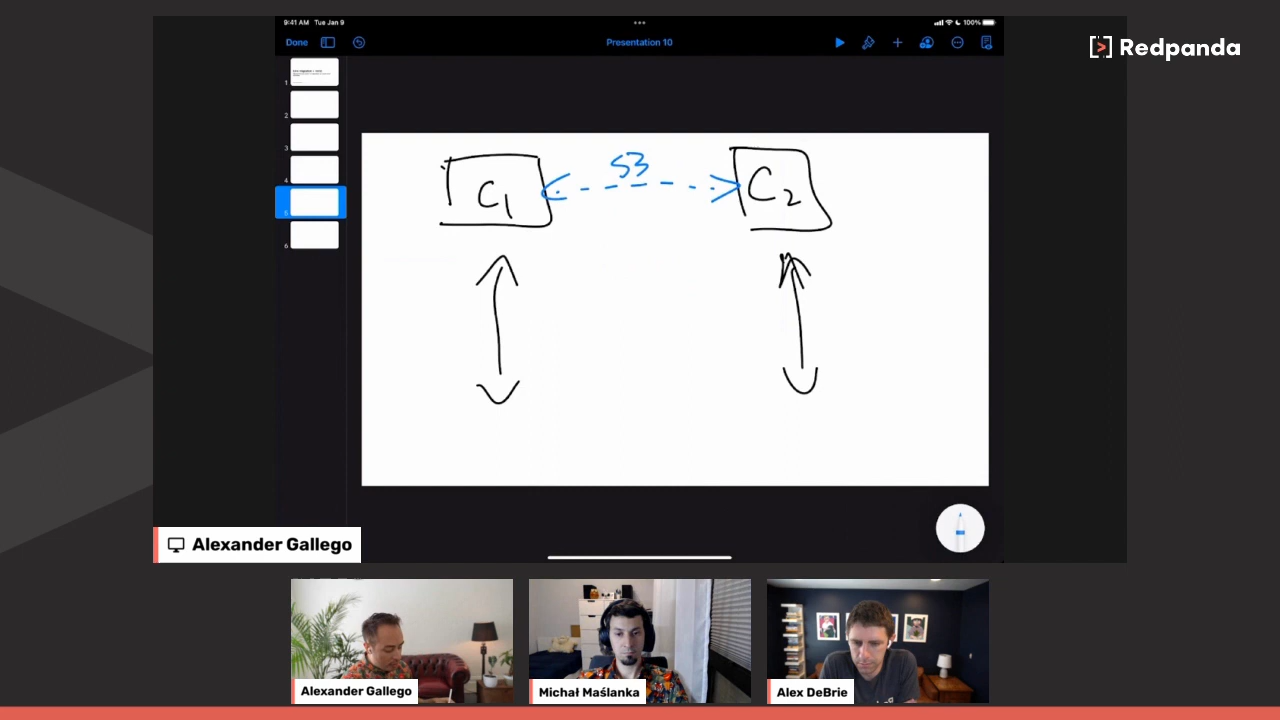 9:41 AM Tue Jan 9
100%
Done
Presentation 10
Redpanda
1
2
3
4
5
6
S3
C1
C2
Alexander Gallego
Alexander Gallego
Michał Maślanka
Alex DeBrie